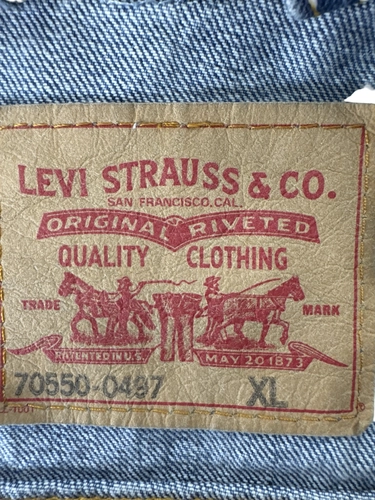 LEVI STRAUSS & CO.
SAN FRANCISCO, CAL.
ORIGINAL RIVETED
QUALITY CLOTHING
TRADE MARK
PATENTED IN U.S. MAY 20 1873
70550-0487 XL